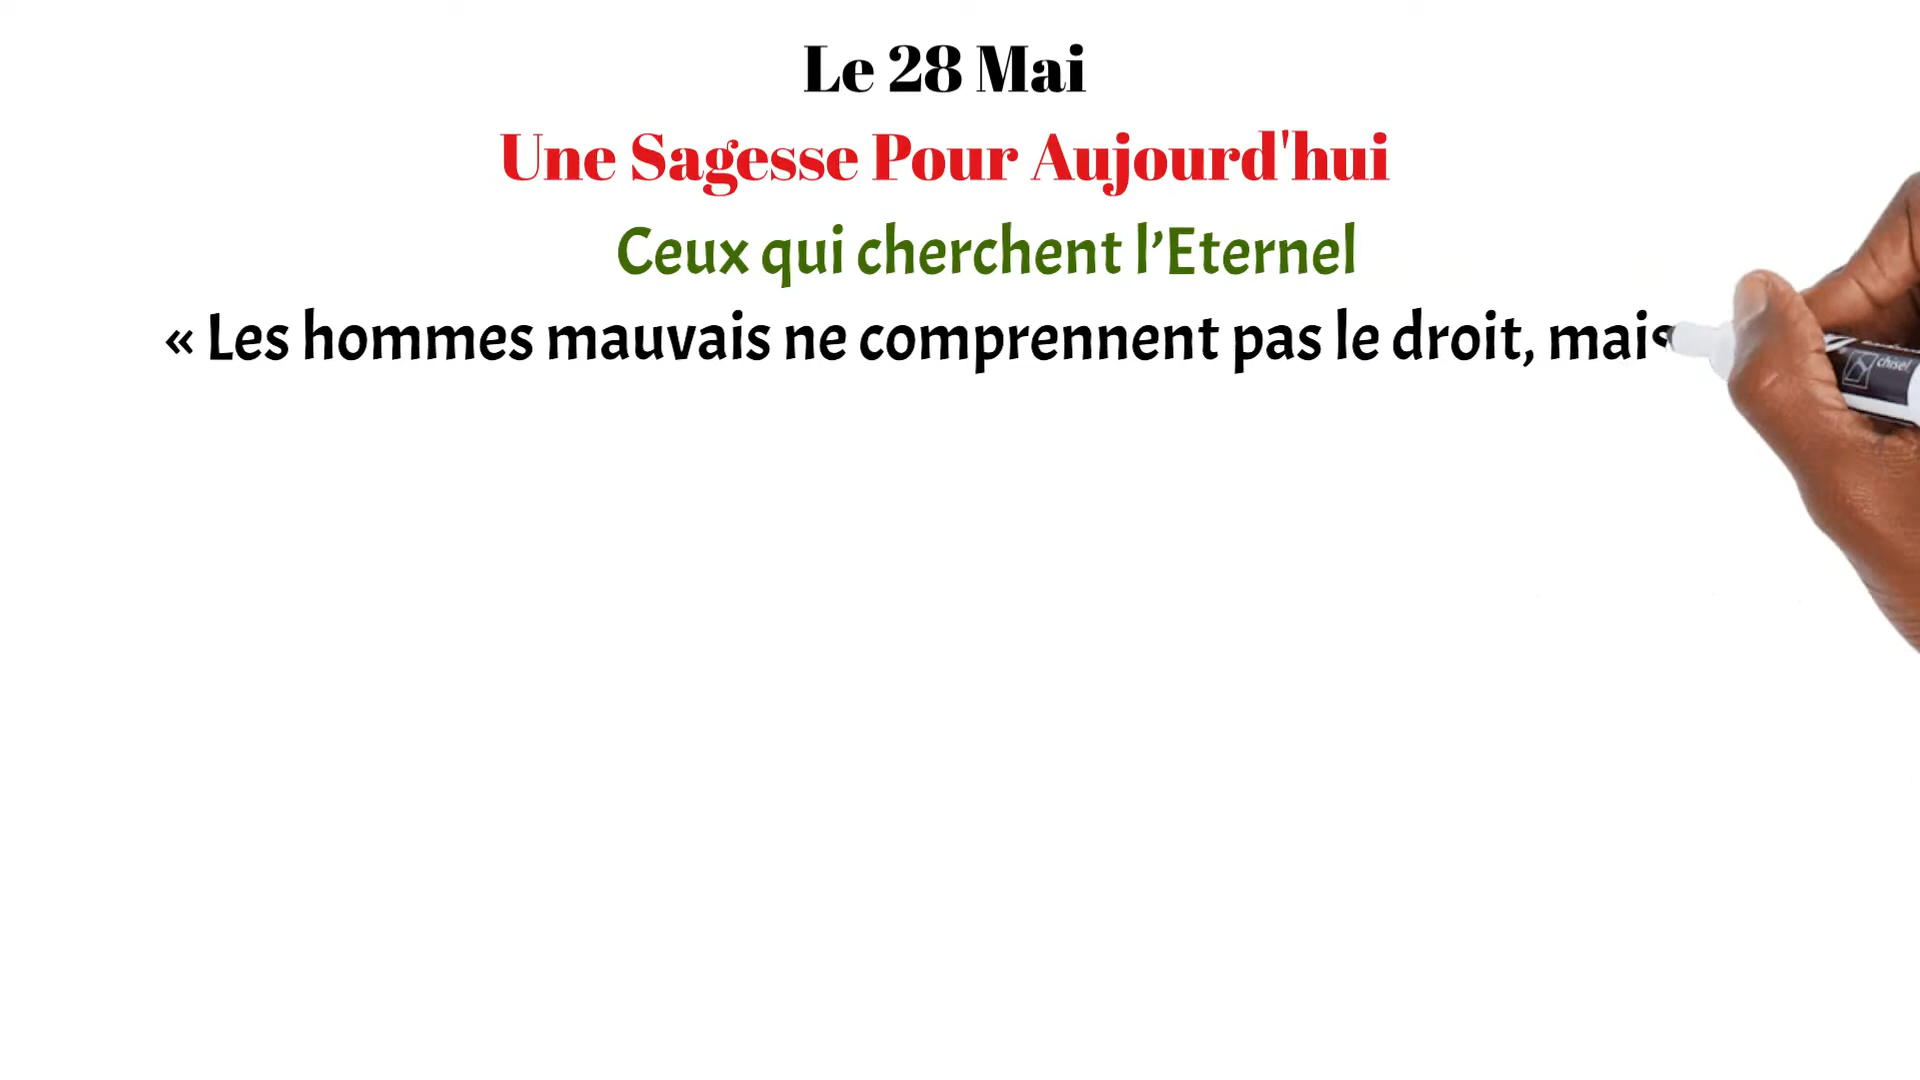 Le 28 Mai
Une Sagesse Pour Aujourd'hui
Ceux qui cherchent l’Eternel
« Les hommes mauvais ne comprennent pas le droit, mais
chisel